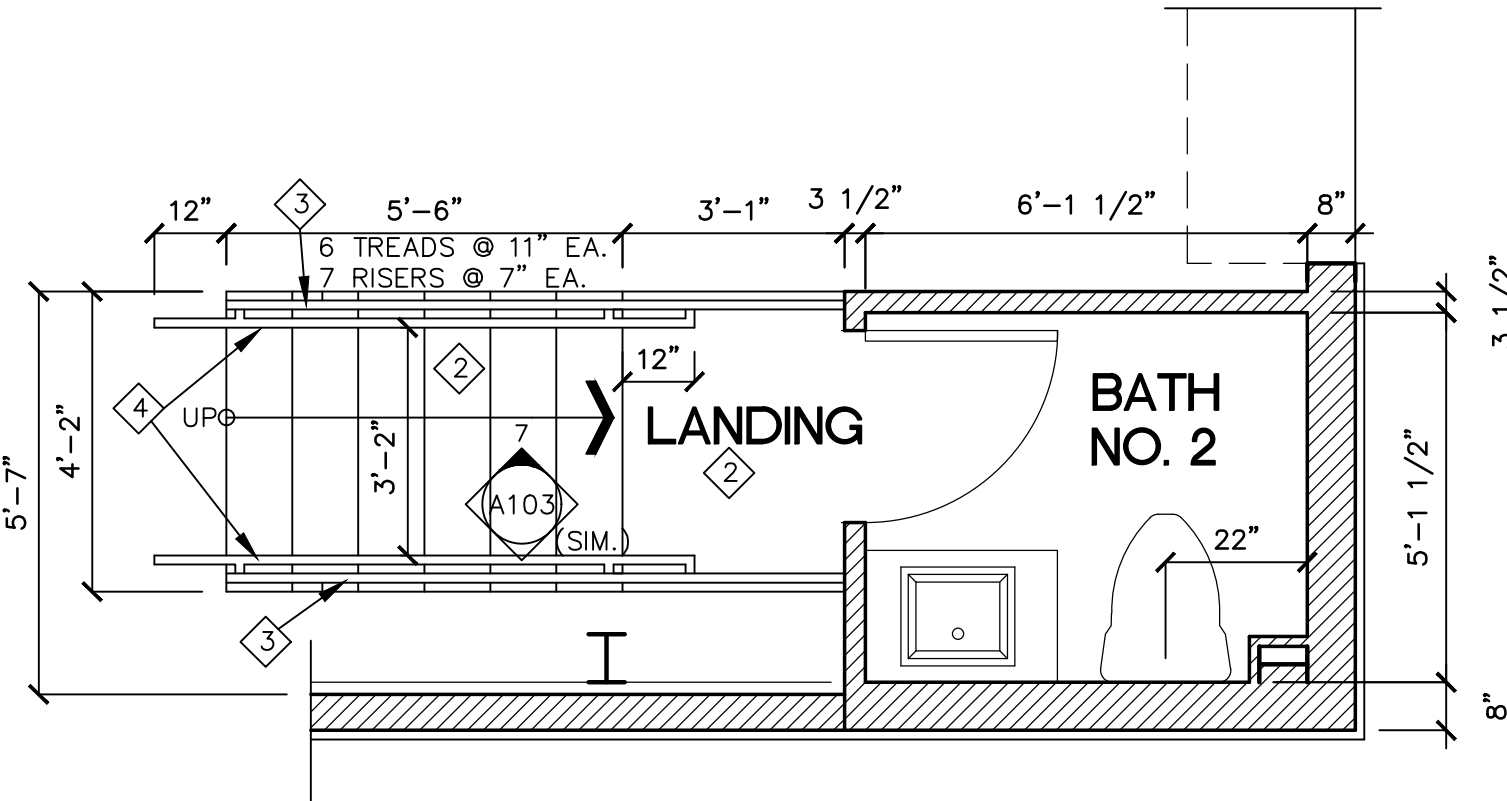 12” 3 5’–6” 3’–1” 3 1/2” 6’–1 1/2” 8”
6 TREADS @ 11” EA.
7 RISERS @ 7” EA.
3 1/2”
2
12”
BATH
NO. 2
4
UP
LANDING
5’–7”
4’–2”
3’–2”
7
A103
(SIM.)
2
22”
5’–1 1/2”
3
8”